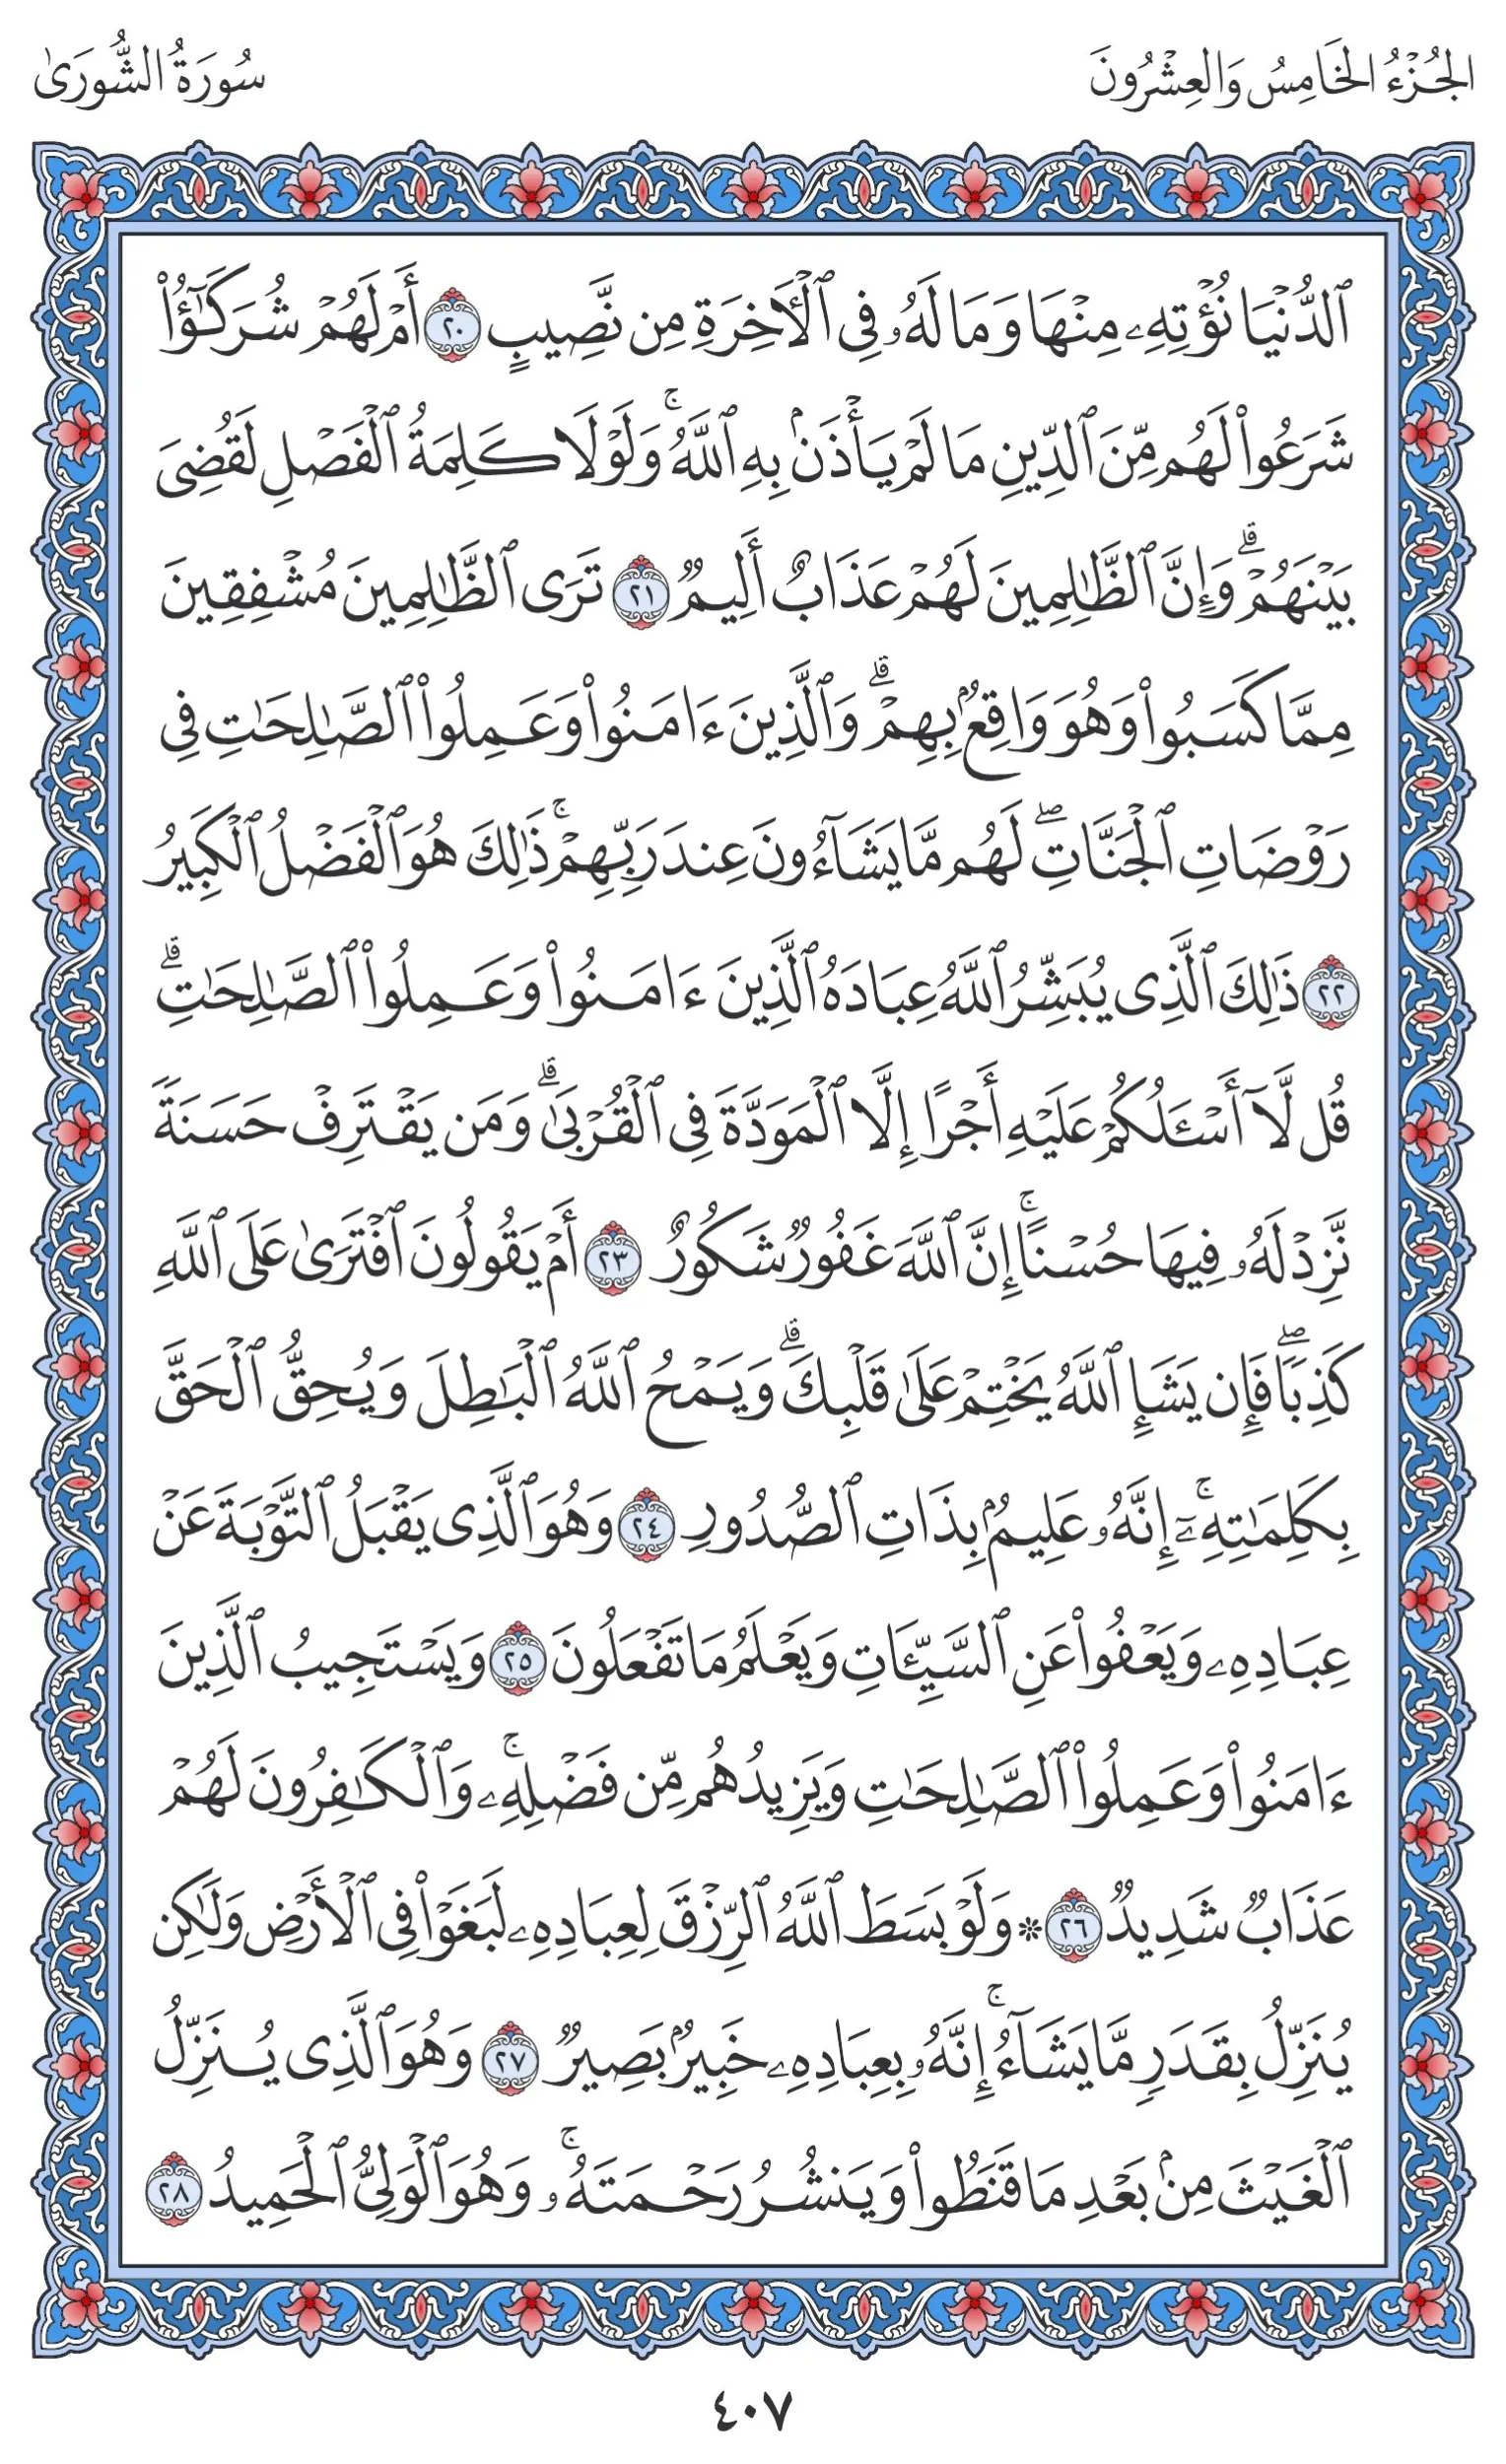 الجُزْءُ الخَامِسُ وَالعِشْرُونَ
سُورَةُ الشُّورَىٰ
ٱلدُّنْيَا نُؤْتِهِۦ مِنْهَا وَمَا لَهُۥ فِى ٱلْأٓخِرَةِ مِن نَّصِيبٍ ٢٠ أَمْ لَهُمْ شُرَكَـٰٓؤُا۟
شَرَعُوا۟ لَهُم مِّنَ ٱلدِّينِ مَا لَمْ يَأْذَنۢ بِهِ ٱللَّهُ ۚ وَلَوْلَا كَلِمَةُ ٱلْفَصْلِ لَقُضِىَ
بَيْنَهُمْ ۗ وَإِنَّ ٱلظَّـٰلِمِينَ لَهُمْ عَذَابٌ أَلِيمٌ ٢١ تَرَى ٱلظَّـٰلِمِينَ مُشْفِقِينَ
مِمَّا كَسَبُوا۟ وَهُوَ وَاقِعٌۢ بِهِمْ ۗ وَٱلَّذِينَ ءَامَنُوا۟ وَعَمِلُوا۟ ٱلصَّـٰلِحَـٰتِ فِى
رَوْضَاتِ ٱلْجَنَّاتِ ۖ لَهُم مَّا يَشَآءُونَ عِندَ رَبِّهِمْ ۚ ذَٰلِكَ هُوَ ٱلْفَضْلُ ٱلْكَبِيرُ
٢٢ ذَٰلِكَ ٱلَّذِى يُبَشِّرُ ٱللَّهُ عِبَادَهُ ٱلَّذِينَ ءَامَنُوا۟ وَعَمِلُوا۟ ٱلصَّـٰلِحَـٰتِ ۗ
قُل لَّآ أَسْـَٔلُكُمْ عَلَيْهِ أَجْرًا إِلَّا ٱلْمَوَدَّةَ فِى ٱلْقُرْبَىٰ ۗ وَمَن يَقْتَرِفْ حَسَنَةً
نَّزِدْ لَهُۥ فِيهَا حُسْنًا ۚ إِنَّ ٱللَّهَ غَفُورٌ شَكُورٌ ٢٣ أَمْ يَقُولُونَ ٱفْتَرَىٰ عَلَى ٱللَّهِ
كَذِبًا ۖ فَإِن يَشَإِ ٱللَّهُ يَخْتِمْ عَلَىٰ قَلْبِكَ ۗ وَيَمْحُ ٱللَّهُ ٱلْبَـٰطِلَ وَيُحِقُّ ٱلْحَقَّ
بِكَلِمَـٰتِهِۦٓ ۚ إِنَّهُۥ عَلِيمٌۢ بِذَاتِ ٱلصُّدُورِ ٢٤ وَهُوَ ٱلَّذِى يَقْبَلُ ٱلتَّوْبَةَ عَنْ
عِبَادِهِۦ وَيَعْفُوا۟ عَنِ ٱلسَّيِّـَٔاتِ وَيَعْلَمُ مَا تَفْعَلُونَ ٢٥ وَيَسْتَجِيبُ ٱلَّذِينَ
ءَامَنُوا۟ وَعَمِلُوا۟ ٱلصَّـٰلِحَـٰتِ وَيَزِيدُهُم مِّن فَضْلِهِۦ ۚ وَٱلْكَـٰفِرُونَ لَهُمْ
عَذَابٌ شَدِيدٌ ٢٦ * وَلَوْ بَسَطَ ٱللَّهُ ٱلرِّزْقَ لِعِبَادِهِۦ لَبَغَوْا۟ فِى ٱلْأَرْضِ وَلَـٰكِن
يُنَزِّلُ بِقَدَرٍ مَّا يَشَآءُ ۚ إِنَّهُۥ بِعِبَادِهِۦ خَبِيرٌۢ بَصِيرٌ ٢٧ وَهُوَ ٱلَّذِى يُنَزِّلُ
ٱلْغَيْثَ مِنۢ بَعْدِ مَا قَنَطُوا۟ وَيَنشُرُ رَحْمَتَهُۥ ۚ وَهُوَ ٱلْوَلِىُّ ٱلْحَمِيدُ ٢٨
٤٠٧